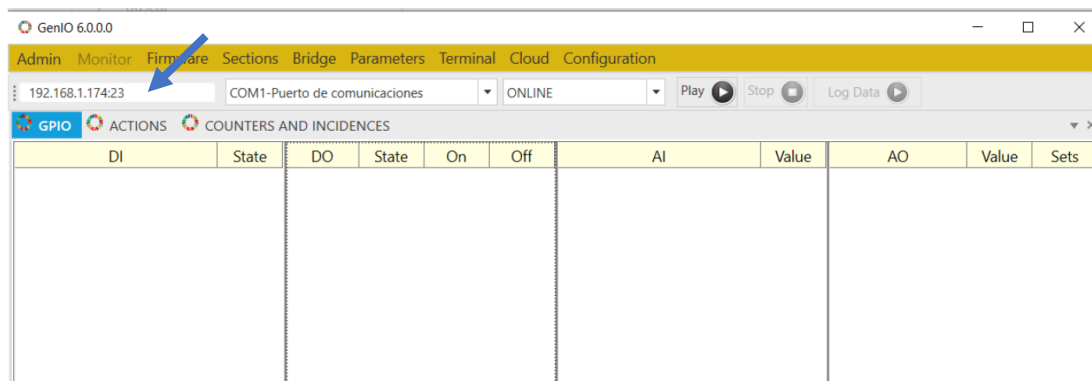 GenIO 6.0.0.0
Admin Monitor Firmware Sections Bridge Parameters Terminal Cloud Configuration
192.168.1.174:23 COM1-Puerto de comunicaciones ONLINE Play Stop Log Data
GPIO ACTIONS COUNTERS AND INCIDENCES
DI State DO State On Off AI Value AO Value Sets